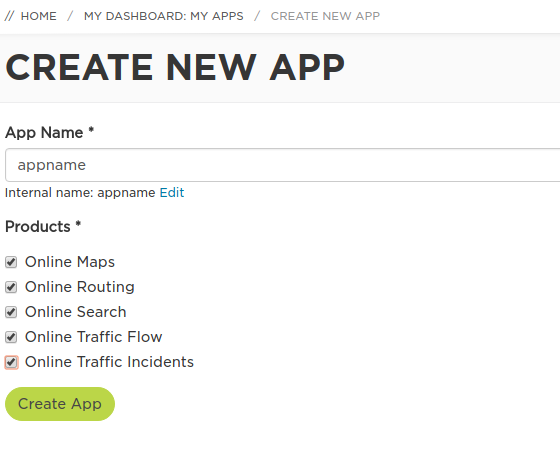 // HOME / MY DASHBOARD: MY APPS / CREATE NEW APP
CREATE NEW APP
App Name *
appname
Internal name: appname Edit
Products *
Online Maps
Online Routing
Online Search
Online Traffic Flow
Online Traffic Incidents
Create App